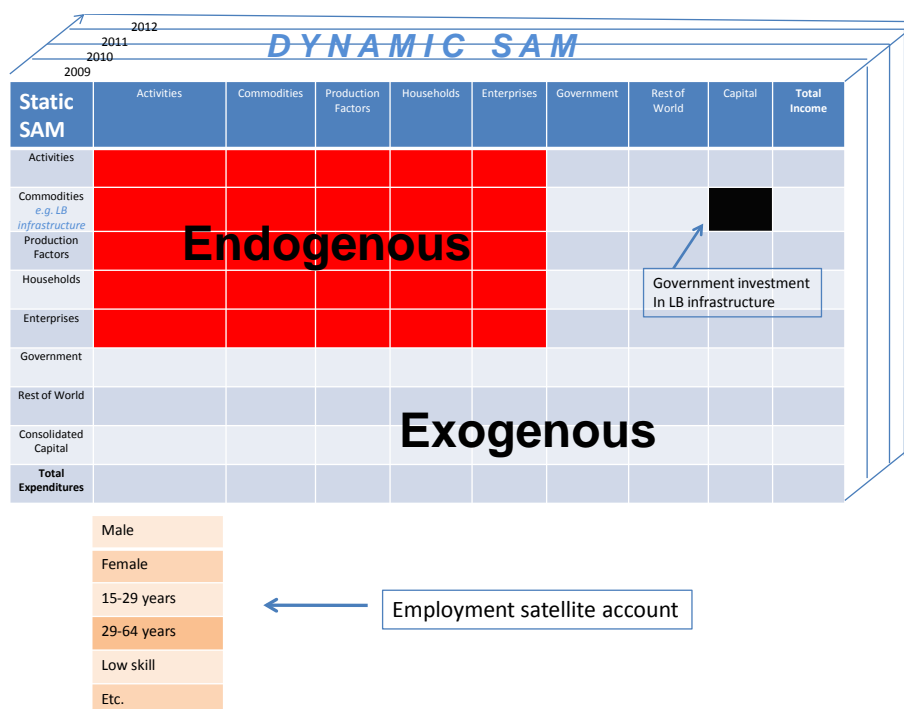 2012
2011
2010
2009
DYNAMIC SAM
Static
SAM
Activities
Commodities
Production
Factors
Households
Enterprises
Government
Rest of
World
Capital
Total
Income
Activities
Commodities
e.g. LB
infrastructure
Production
Factors
Households
Enterprises
Government
Rest of World
Consolidated
Capital
Total
Expenditures
Endogenous
Government investment
In LB infrastructure
Exogenous
Male
Female
15-29 years
29-64 years
Low skill
Etc.
Employment satellite account